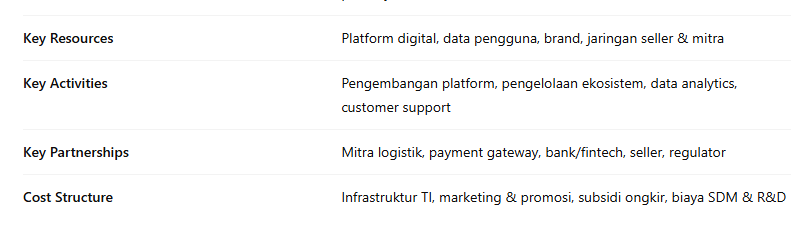 Key Resources Platform digital, data pengguna, brand, jaringan seller & mitra
Key Activities Pengembangan platform, pengelolaan ekosistem, data analytics,
customer support
Key Partnerships Mitra logistik, payment gateway, bank/fintech, seller, regulator
Cost Structure Infrastruktur TI, marketing & promosi, subsidi ongkir, biaya SDM & R&D